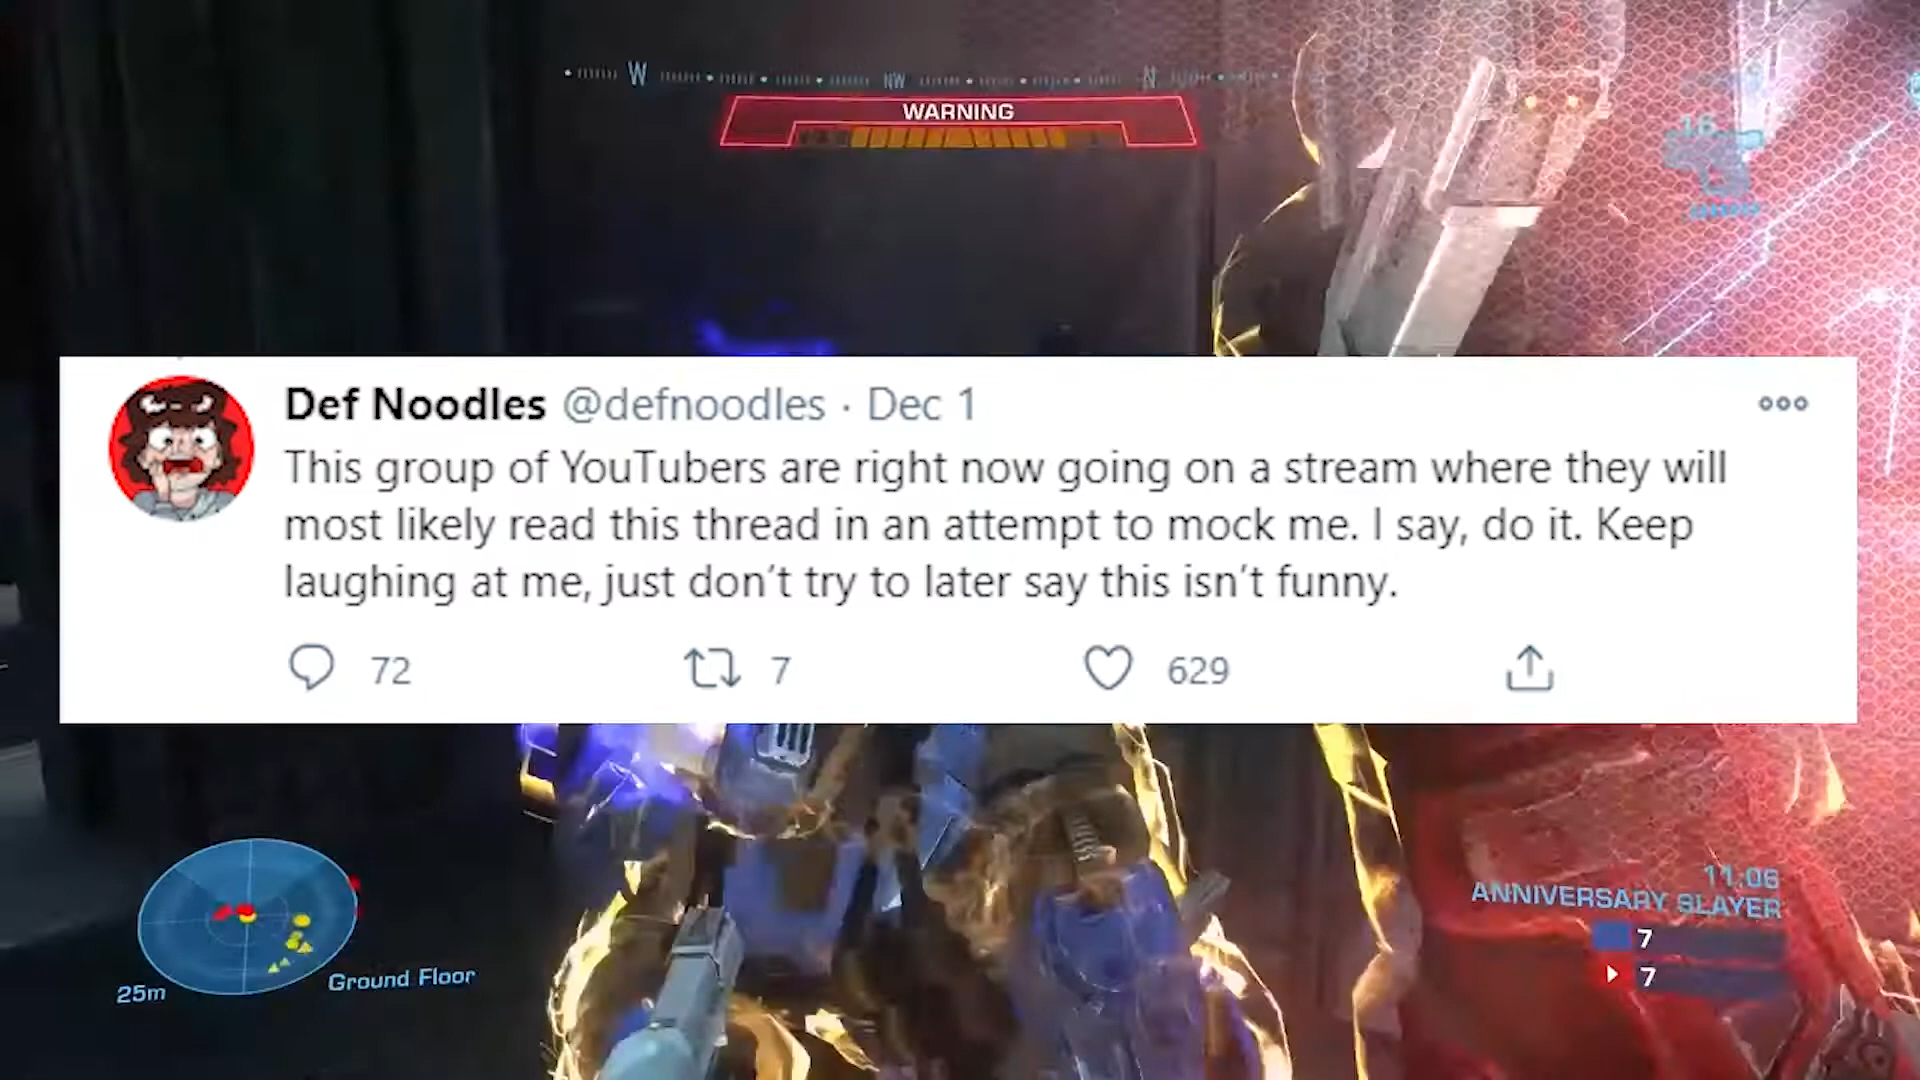 W NW N
WARNING
16
Def Noodles @defnoodles · Dec 1
This group of YouTubers are right now going on a stream where they will
most likely read this thread in an attempt to mock me. I say, do it. Keep
laughing at me, just don't try to later say this isn't funny.
72 7 629
11:06
ANNIVERSARY SLAYER
7
7
25m
Ground Floor